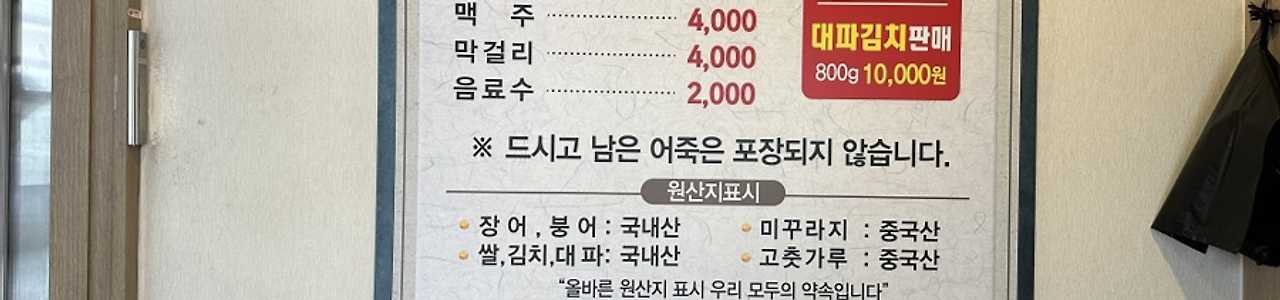 맥 주 4,000
막걸리 4,000
음료수 2,000
대파김치판매
800g 10,000원
※ 드시고 남은 어죽은 포장되지 않습니다.
원산지표시
장어, 붕어 : 국내산
미꾸라지 : 중국산
쌀,김치,대파: 국내산
고춧가루 : 중국산
"올바른 원산지 표시 우리 모두의 약속입니다"